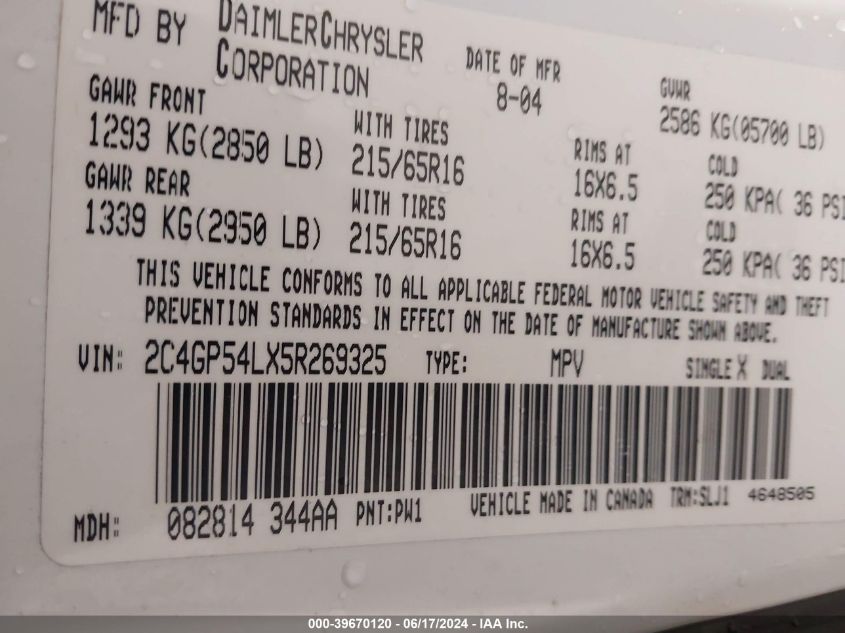 MFD BY DAIMLERCHRYSLER CORPORATION DATE OF MFR 8-04 GVWR 2586 KG(05700 LB)
GAWR FRONT 1293 KG(2850 LB) WITH TIRES 215/65R16 RIMS AT 16X6.5 COLD 250 KPA( 36 PSI
GAWR REAR 1339 KG(2950 LB) WITH TIRES 215/65R16 RIMS AT 16X6.5 COLD 250 KPA( 36 PSI
THIS VEHICLE CONFORMS TO ALL APPLICABLE FEDERAL MOTOR VEHICLE SAFETY AND THEFT
PREVENTION STANDARDS IN EFFECT ON THE DATE OF MANUFACTURE SHOWN ABOVE.
VIN: 2C4GP54LX5R269325 TYPE: MPV SINGLE X DUAL
MDH: 082814 344AA PNT:PW1 VEHICLE MADE IN CANADA TRM:SLJ1 4648505
000-39670120 - 06/17/2024 - IAA Inc.